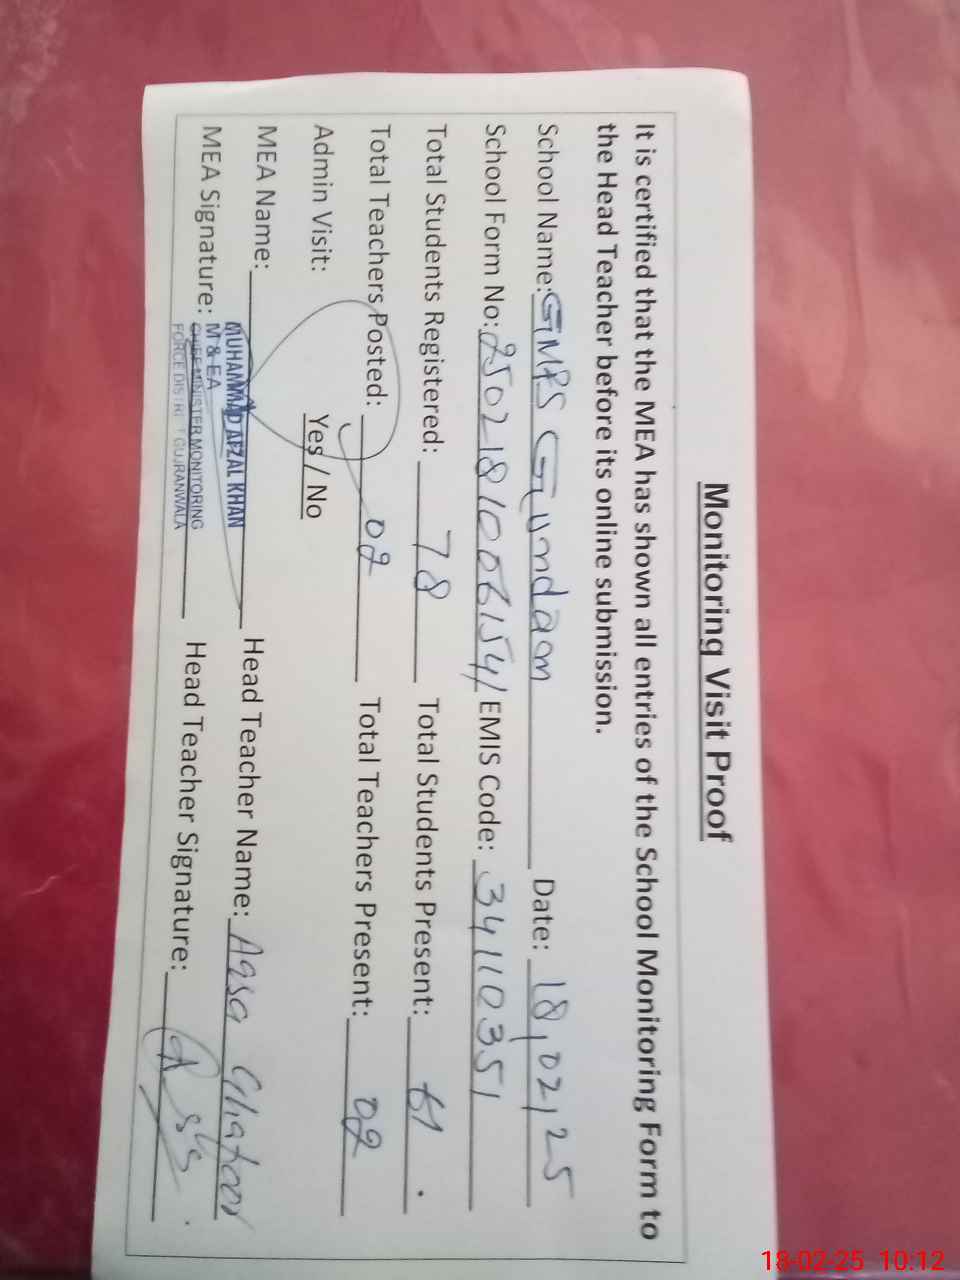 Monitoring Visit Proof
It is certified that the MEA has shown all entries of the School Monitoring Form to
the Head Teacher before its online submission.
School Name: GMPS Gundaan Date: 18,02,25
School Form No: EMIS Code: 34110351
Total Students Registered: 78 Total Students Present: 61
Total Teachers Posted: 02 Total Teachers Present: 02
Admin Visit: Yes / No
MEA Name: MUHAMMAD AFZAL KHAN Head Teacher Name: Aqsa
MEA Signature: M & EA Head Teacher Signature:
CHIEF MINISTER MONITORING
FORCE DISTRICT GUJRANWALA
18-02-25 10:12